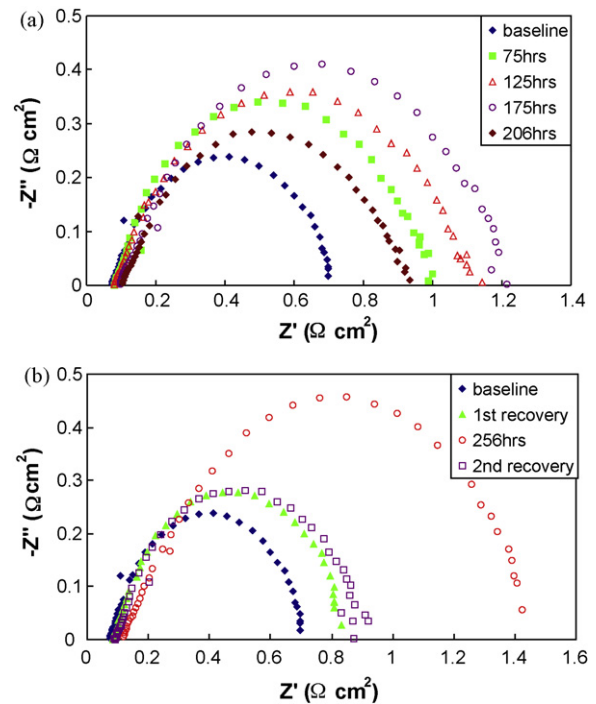 (a)
baseline
75hrs
125hrs
175hrs
206hrs
-Z" (Ω cm²)
0.5
0.4
0.3
0.2
0.1
0
0 0.2 0.4 0.6 0.8 1 1.2 1.4
Z' (Ω cm²)
(b)
baseline
1st recovery
256hrs
2nd recovery
-Z" (Ω cm²)
0.5
0.4
0.3
0.2
0.1
0
0 0.2 0.4 0.6 0.8 1 1.2 1.4 1.6
Z' (Ω cm²)